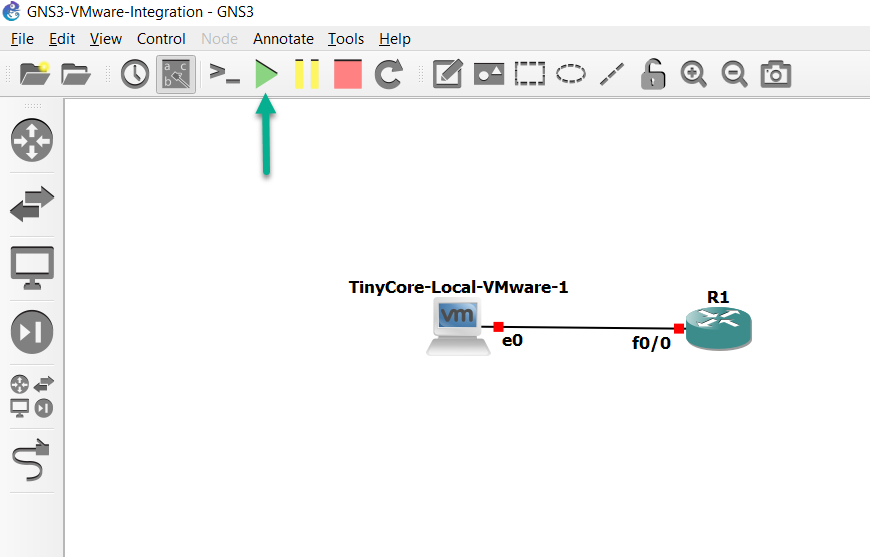 GNS3-VMware-Integration - GNS3
File Edit View Control Node Annotate Tools Help
a c
b
>_
TinyCore-Local-VMware-1
R1
vm
e0
f0/0